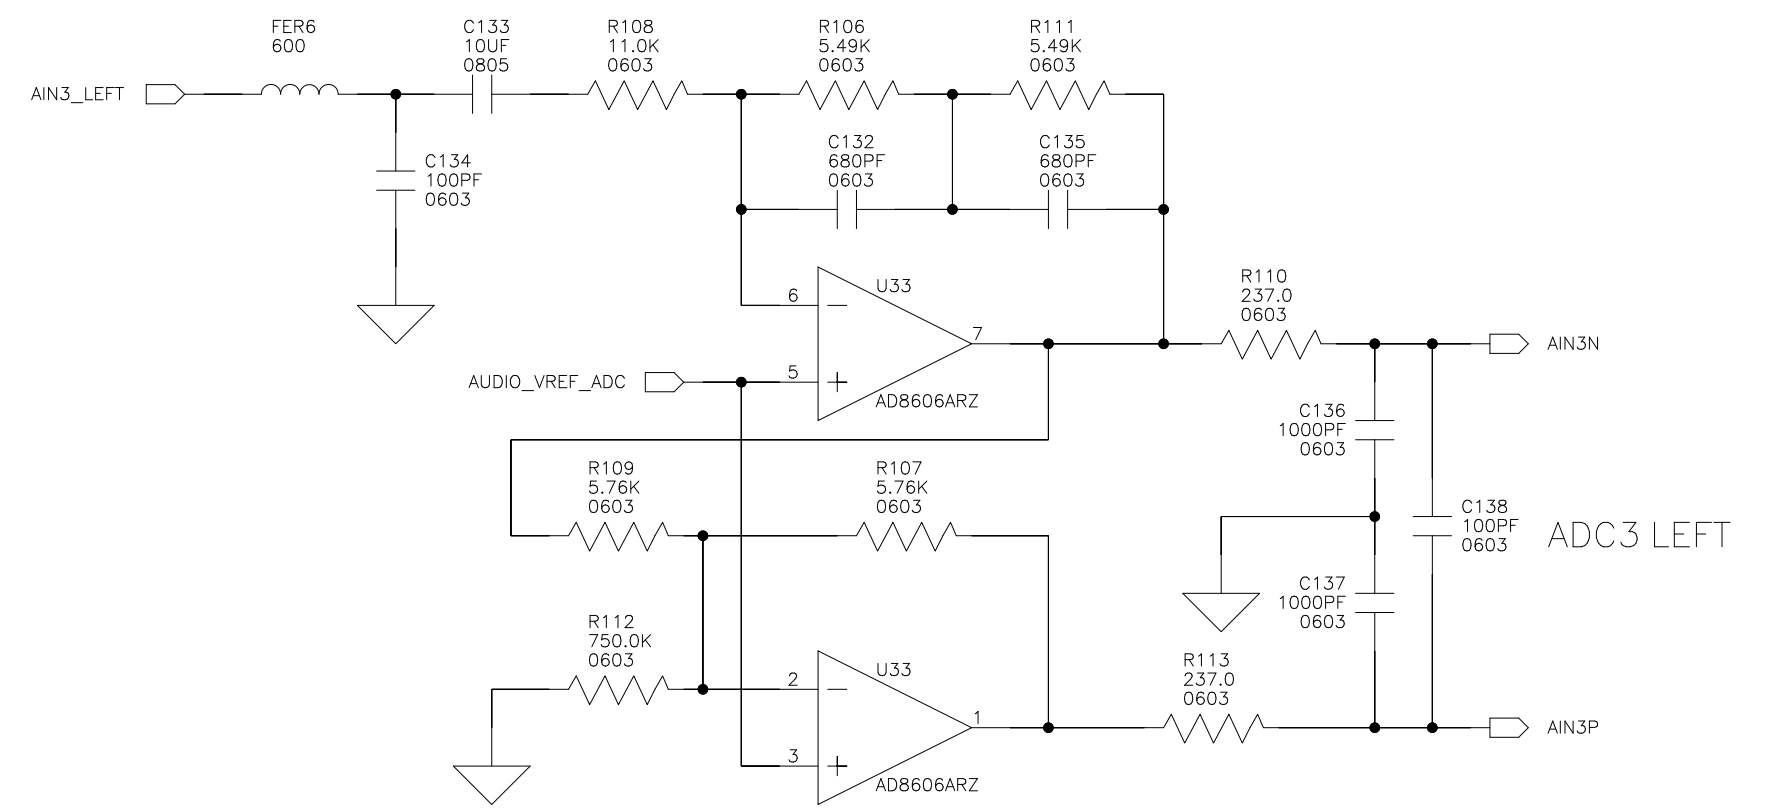 FER6
600
C133
10UF
0805
R108
11.0K
0603
R106
5.49K
0603
R111
5.49K
0603
AIN3_LEFT
C134
100PF
0603
C132
680PF
0603
C135
680PF
0603
6
U33
7
5
AUDIO_VREF_ADC
AD8606ARZ
R110
237.0
0603
AIN3N
C136
1000PF
0603
R109
5.76K
0603
R107
5.76K
0603
C138
100PF
0603
ADC3 LEFT
C137
1000PF
0603
R112
750.0K
0603
2
U33
1
3
AD8606ARZ
R113
237.0
0603
AIN3P